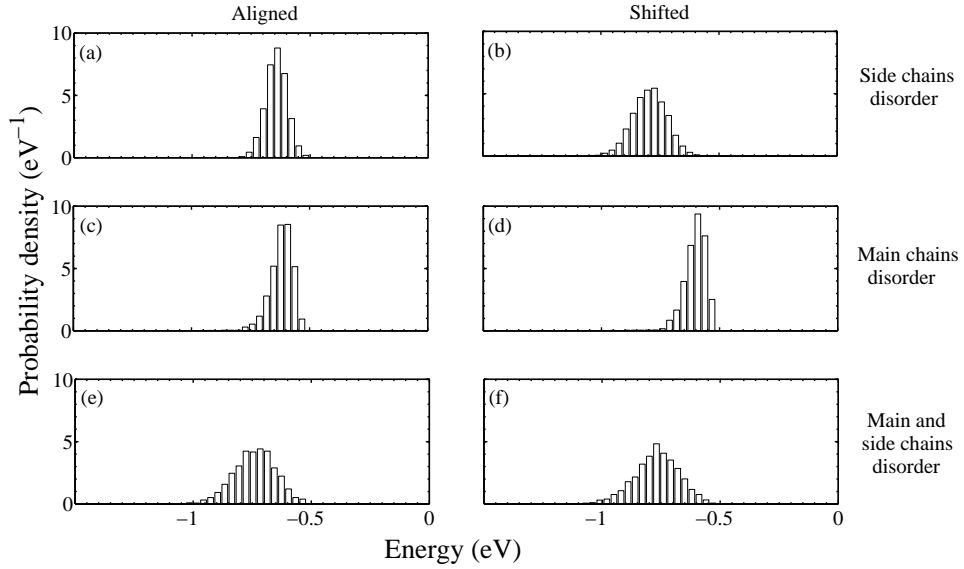 Aligned
Shifted
10
(a)
(b)
Side chains
disorder
5
0
10
(c)
(d)
Main chains
disorder
5
0
10
(e)
(f)
Main and
side chains
disorder
5
0
−1
−0.5
0
−1
−0.5
0
Probability density (eV−1)
Energy (eV)